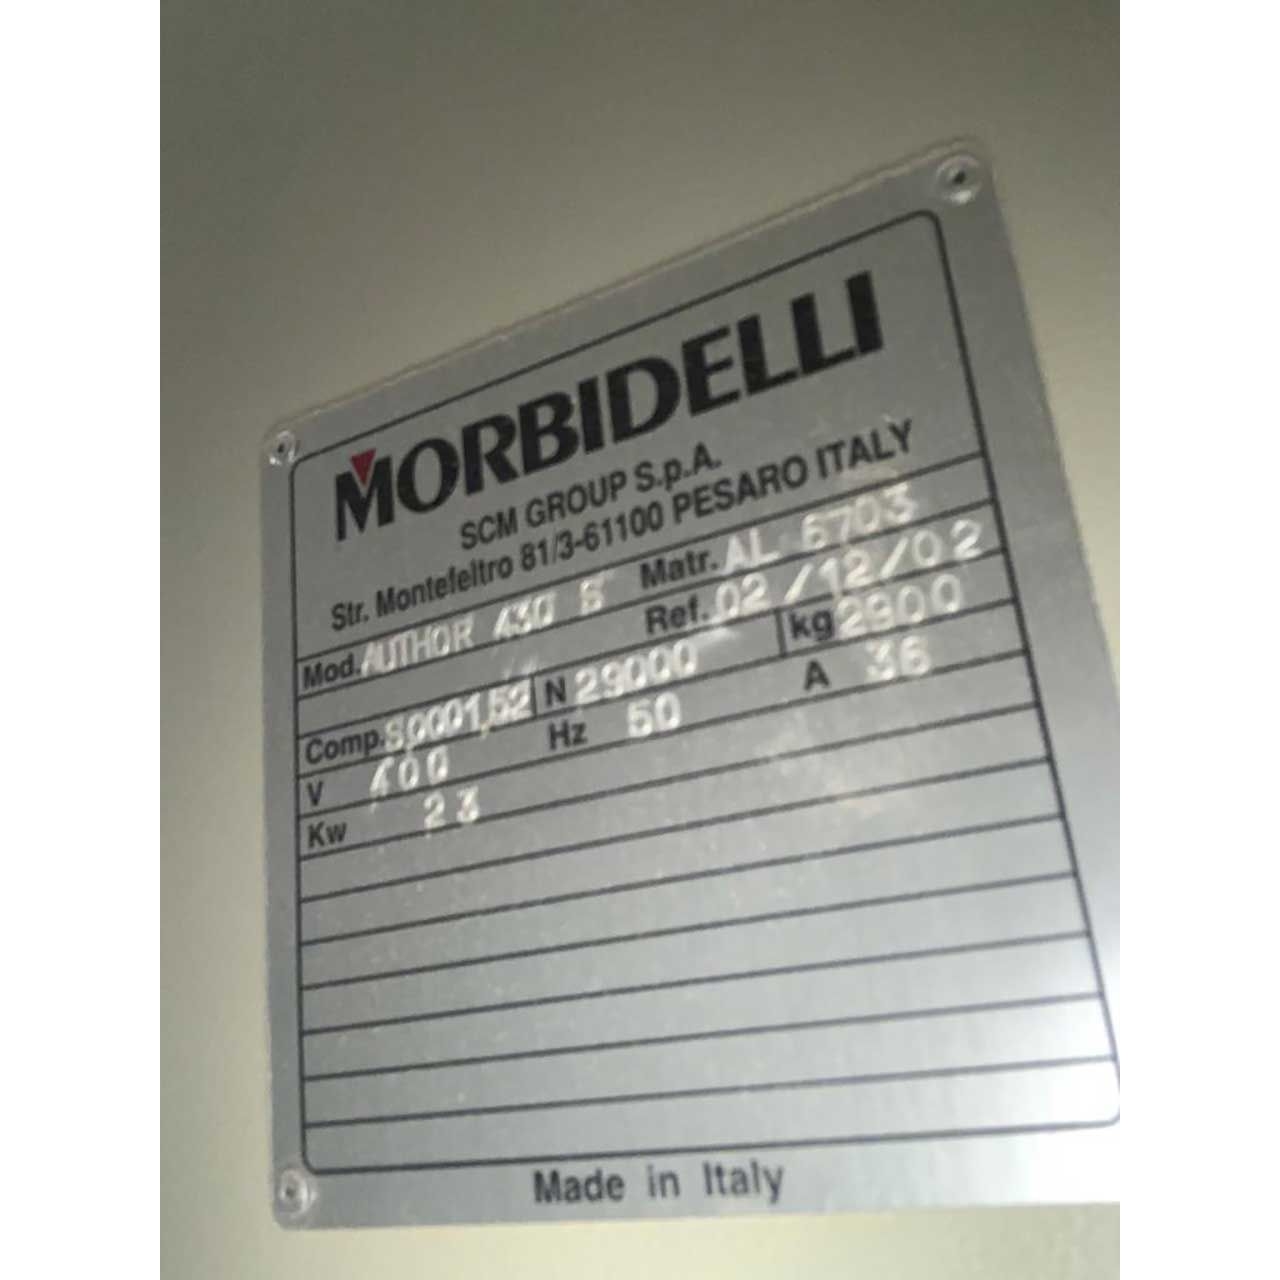 MORBIDELLI
SCM GROUP S.p.A.
Str. Montefeltro 81/3-61100 PESARO ITALY
Mod. AUTHOR 430 S Matr. AL 6703
Ref. 02/12/02
Comp. S0001,52 N 29000 kg 2900
V 400 Hz 50 A 36
Kw 23
Made in Italy